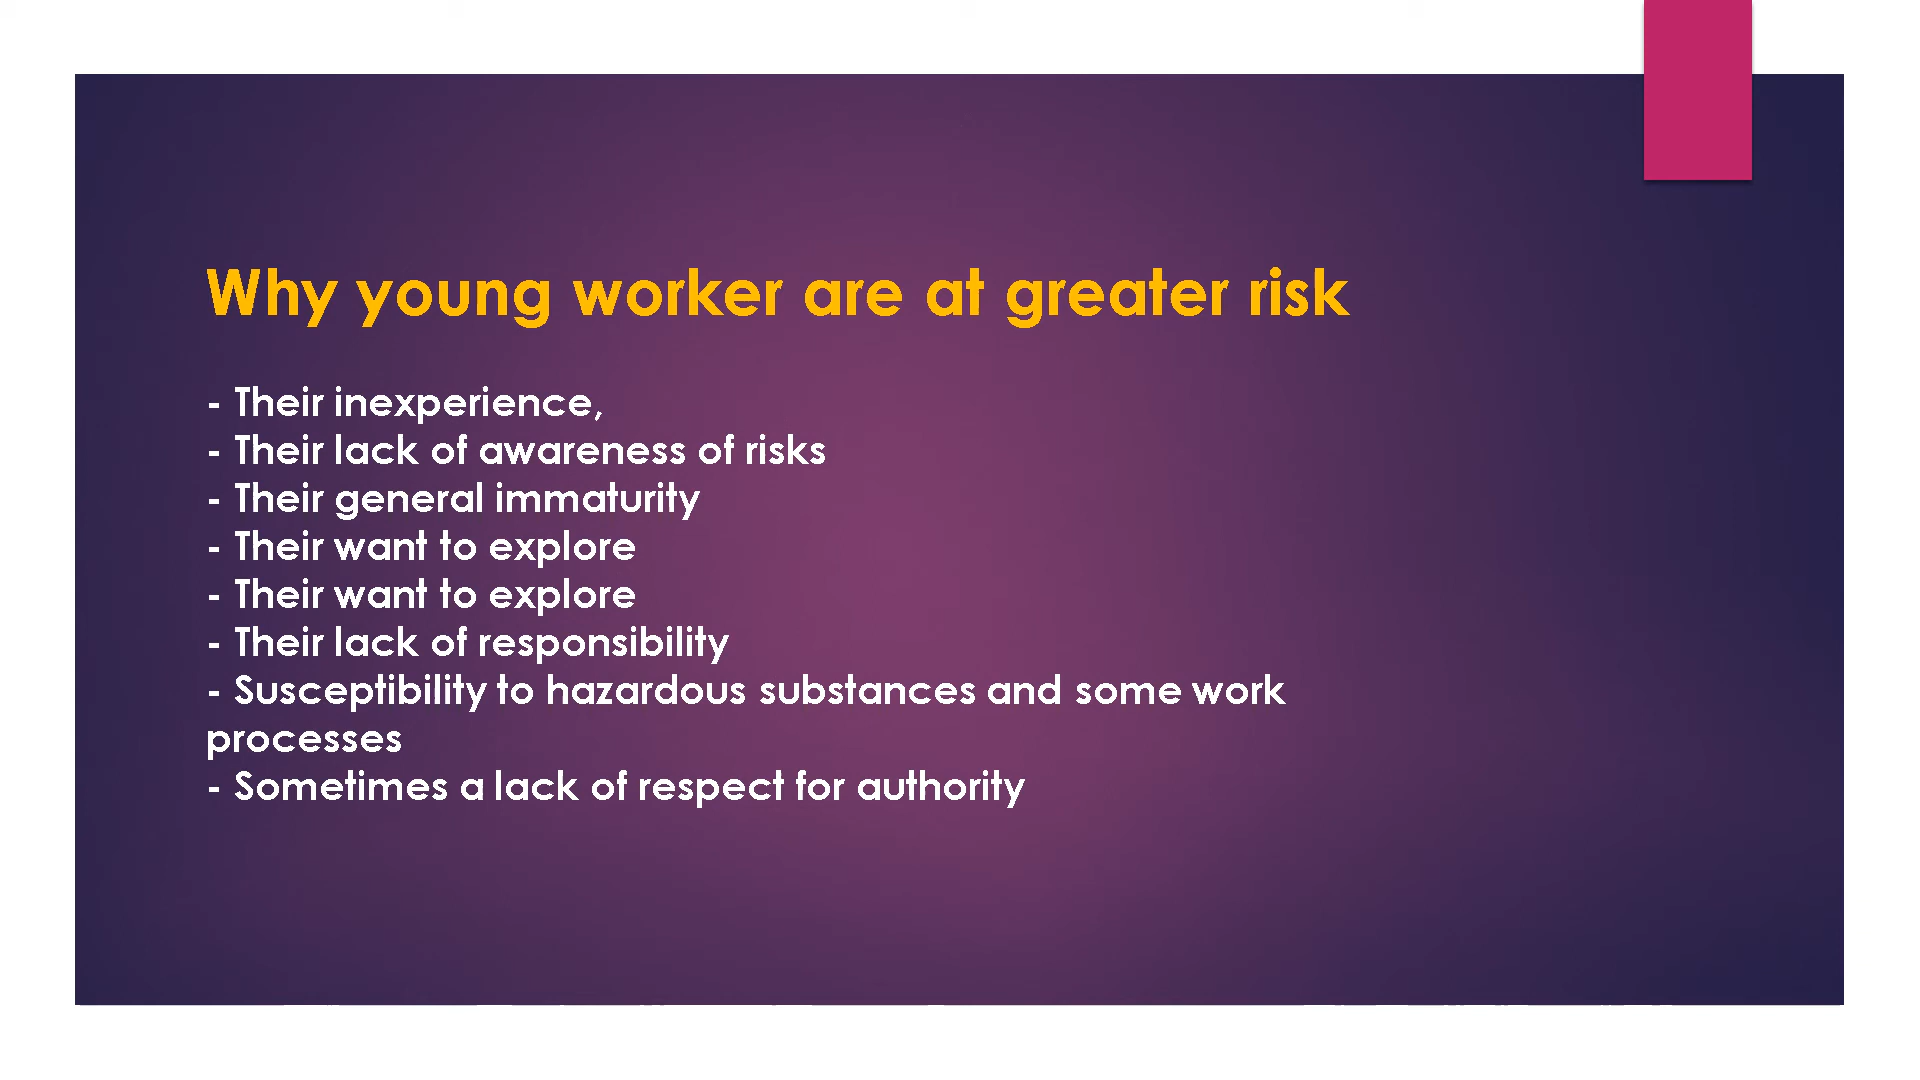 Why young worker are at greater risk
- Their inexperience,
- Their lack of awareness of risks
- Their general immaturity
- Their want to explore
- Their want to explore
- Their lack of responsibility
- Susceptibility to hazardous substances and some work
processes
- Sometimes a lack of respect for authority